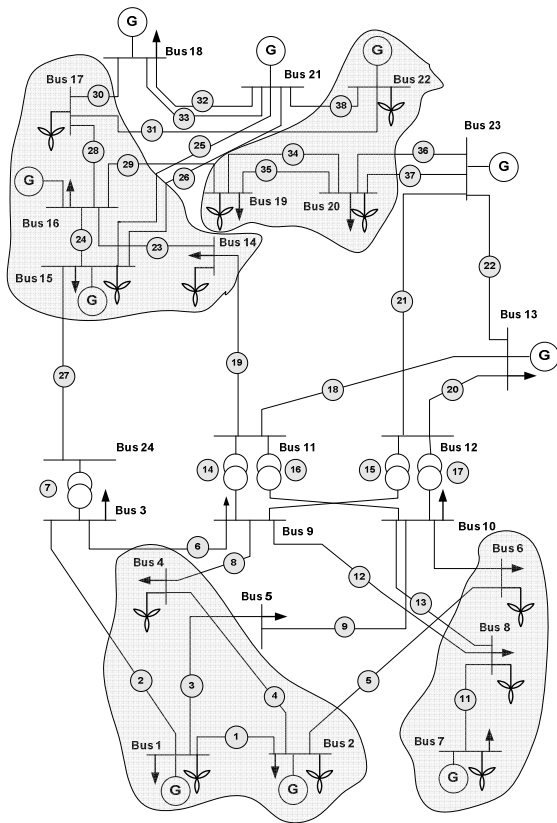 G
G
G
Bus 18
Bus 21
Bus 17
Bus 22
30
32
33
38
Bus 23
31
25
28
34
36
29
26
35
37
G
G
Bus 19
Bus 20
Bus 16
24
23
Bus 14
Bus 15
G
22
21
Bus 13
27
19
18
G
20
Bus 24
Bus 11
Bus 12
7
14
16
15
17
Bus 3
Bus 9
Bus 10
6
8
Bus 4
12
Bus 6
Bus 5
13
9
Bus 8
2
3
4
5
11
1
Bus 1
Bus 2
Bus 7
G
G
G